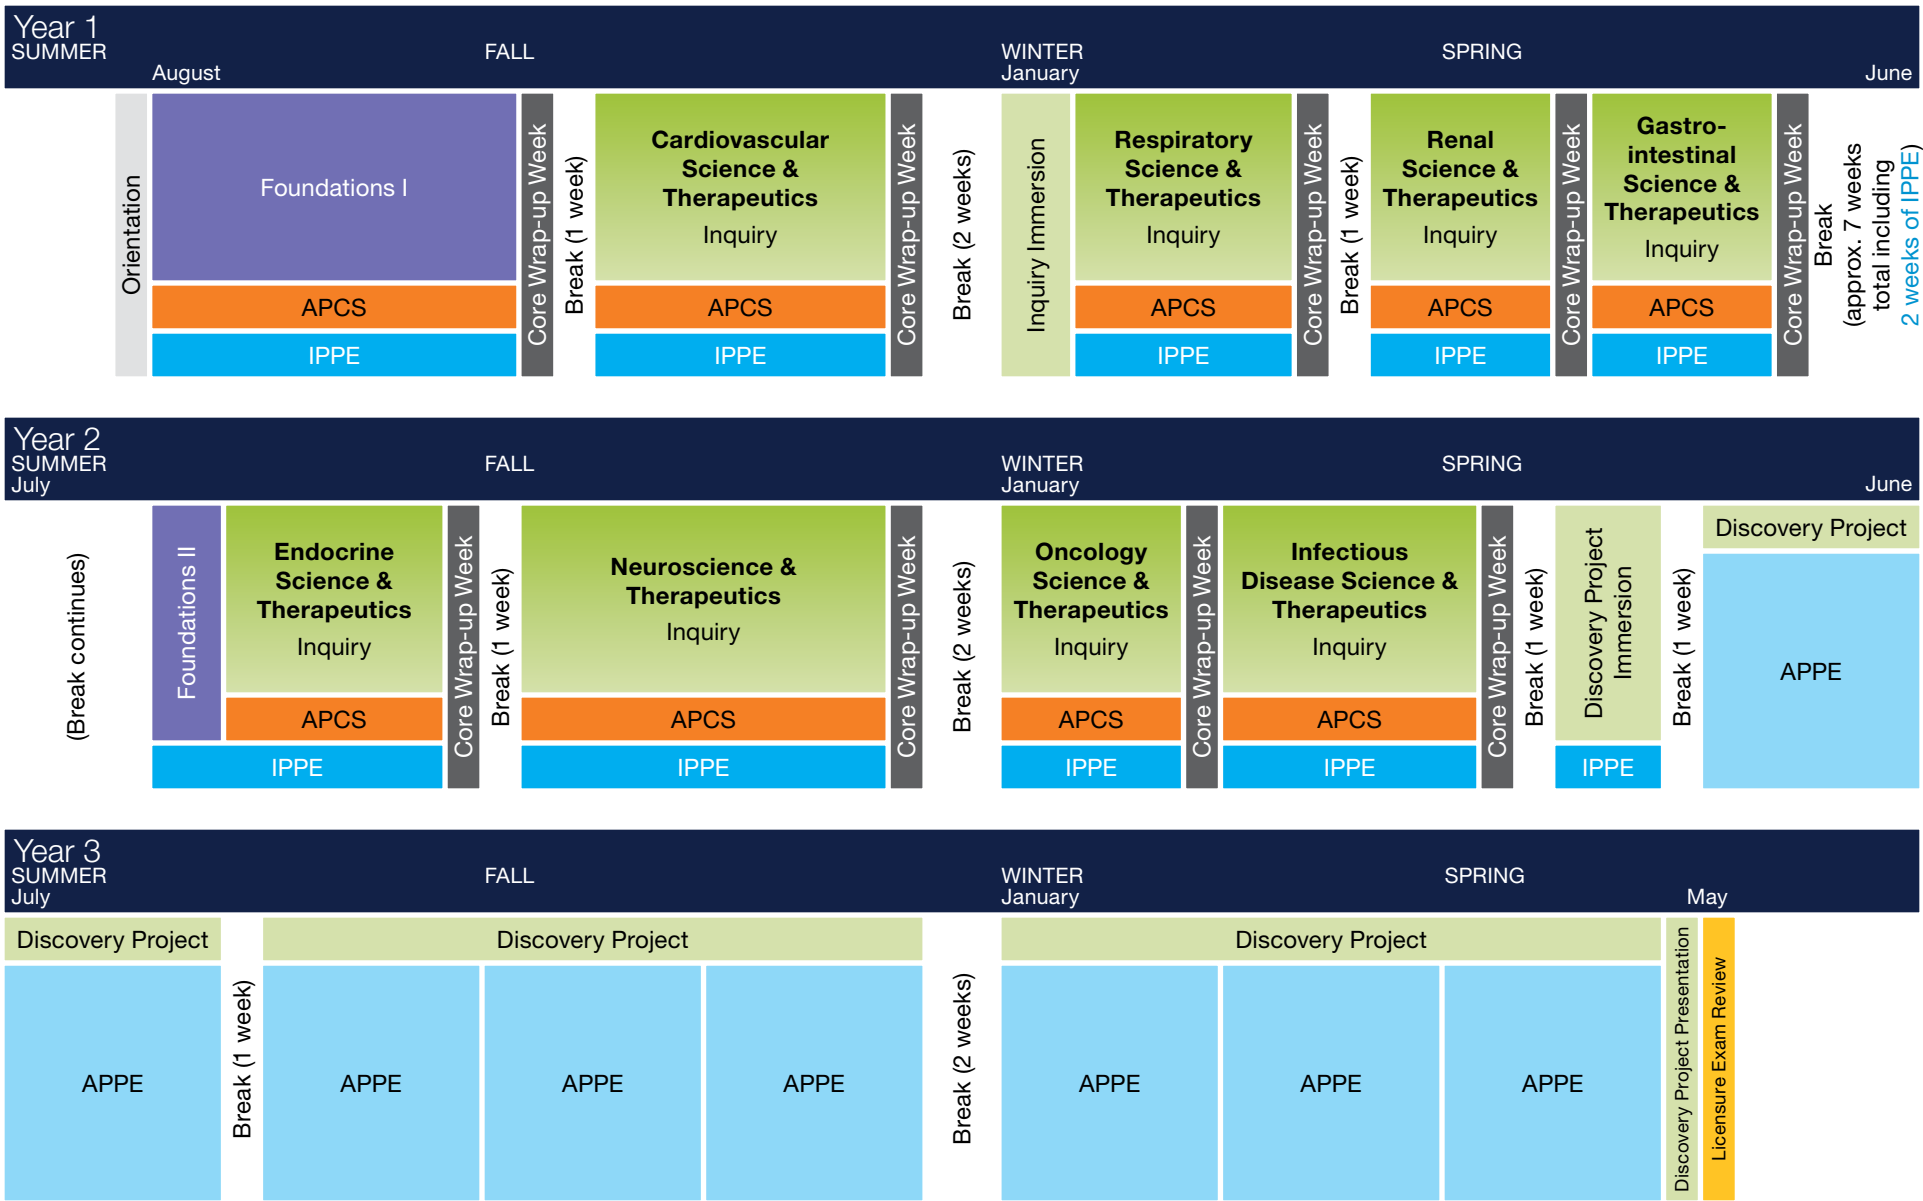 Year 1
SUMMER
FALL
WINTER
SPRING
August
January
June
Orientation
Foundations I
APCS
IPPE
Core Wrap-up Week
Break (1 week)
Cardiovascular
Science &
Therapeutics
Inquiry
APCS
IPPE
Core Wrap-up Week
Break (2 weeks)
Inquiry Immersion
Respiratory
Science &
Therapeutics
Inquiry
APCS
IPPE
Core Wrap-up Week
Break (1 week)
Renal
Science &
Therapeutics
Inquiry
APCS
IPPE
Core Wrap-up Week
Gastro-
intestinal
Science &
Therapeutics
Inquiry
APCS
IPPE
Core Wrap-up Week
Break
(approx. 7 weeks
total including
2 weeks of IPPE)
Year 2
SUMMER
FALL
WINTER
SPRING
July
January
June
(Break continues)
Foundations II
Endocrine
Science &
Therapeutics
Inquiry
APCS
IPPE
Core Wrap-up Week
Break (1 week)
Neuroscience &
Therapeutics
Inquiry
APCS
IPPE
Core Wrap-up Week
Break (2 weeks)
Oncology
Science &
Therapeutics
Inquiry
APCS
IPPE
Core Wrap-up Week
Infectious
Disease Science &
Therapeutics
Inquiry
APCS
IPPE
Core Wrap-up Week
Break (1 week)
Discovery Project
Immersion
IPPE
Break (1 week)
Discovery Project
APPE
Year 3
SUMMER
FALL
WINTER
SPRING
July
January
May
Discovery Project
APPE
Break (1 week)
Discovery Project
APPE
APPE
APPE
Break (2 weeks)
Discovery Project
APPE
APPE
APPE
Discovery Project Presentation
Licensure Exam Review